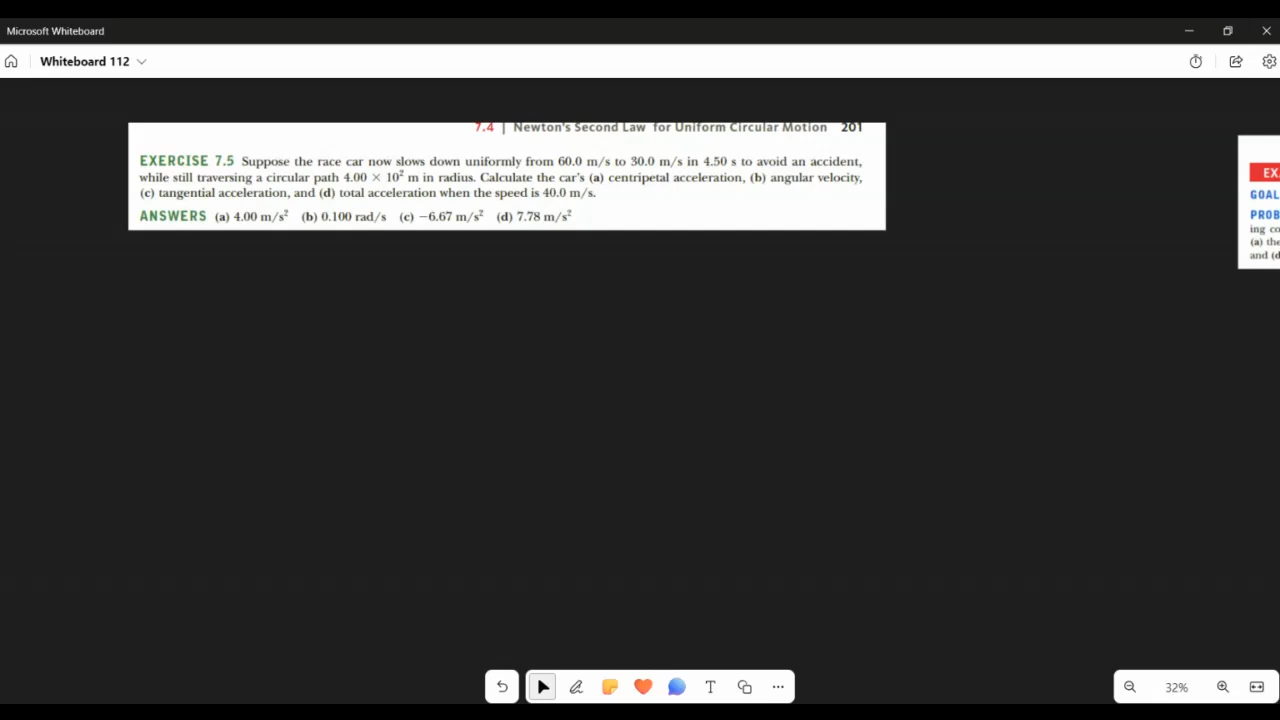 Microsoft Whiteboard
Whiteboard 112
7.4 | Newton's Second Law for Uniform Circular Motion 201
EXERCISE 7.5 Suppose the race car now slows down uniformly from 60.0 m/s to 30.0 m/s in 4.50 s to avoid an accident,
while still traversing a circular path 4.00 × 10² m in radius. Calculate the car's (a) centripetal acceleration, (b) angular velocity,
(c) tangential acceleration, and (d) total acceleration when the speed is 40.0 m/s.
ANSWERS (a) 4.00 m/s² (b) 0.100 rad/s (c) −6.67 m/s² (d) 7.78 m/s²
EX
GOAL
PROB
ing co
(a) the
and (d
T
32%